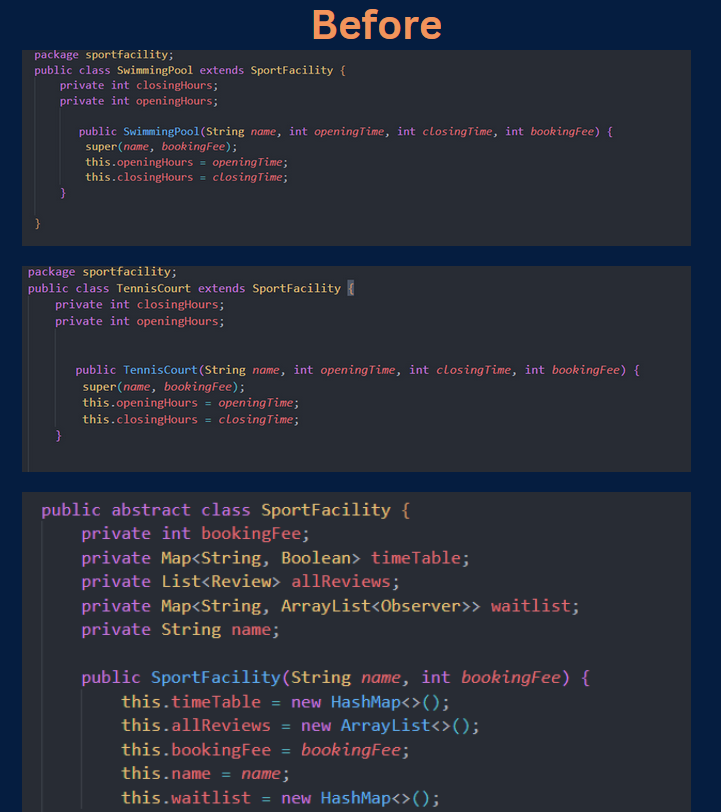 Before
package sportfacility;
public class SwimmingPool extends SportFacility {
private int closingHours;
private int openingHours;
public SwimmingPool(String name, int openingTime, int closingTime, int bookingFee) {
super(name, bookingFee);
this.openingHours = openingTime;
this.closingHours = closingTime;
}
}
package sportfacility;
public class TennisCourt extends SportFacility {
private int closingHours;
private int openingHours;
public TennisCourt(String name, int openingTime, int closingTime, int bookingFee) {
super(name, bookingFee);
this.openingHours = openingTime;
this.closingHours = closingTime;
}
public abstract class SportFacility {
private int bookingFee;
private Map<String, Boolean> timeTable;
private List<Review> allReviews;
private Map<String, ArrayList<Observer>> waitlist;
private String name;
public SportFacility(String name, int bookingFee) {
this.timeTable = new HashMap<>();
this.allReviews = new ArrayList<>();
this.bookingFee = bookingFee;
this.name = name;
this.waitlist = new HashMap<>();